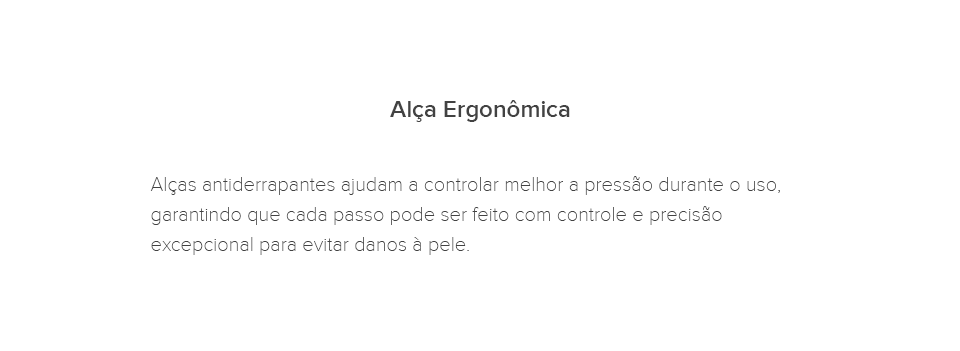 Alça Ergonômica
Alças antiderrapantes ajudam a controlar melhor a pressão durante o uso,
garantindo que cada passo pode ser feito com controle e precisão
excepcional para evitar danos à pele.